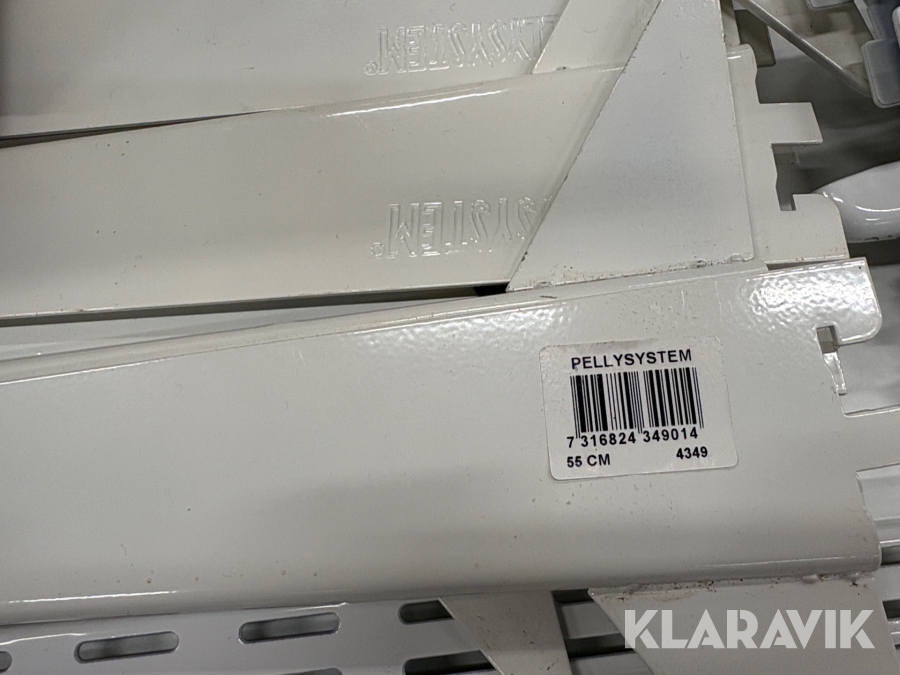 PELLYSYSTEM
7 316824 349014
55 CM 4349
KLARAVIK